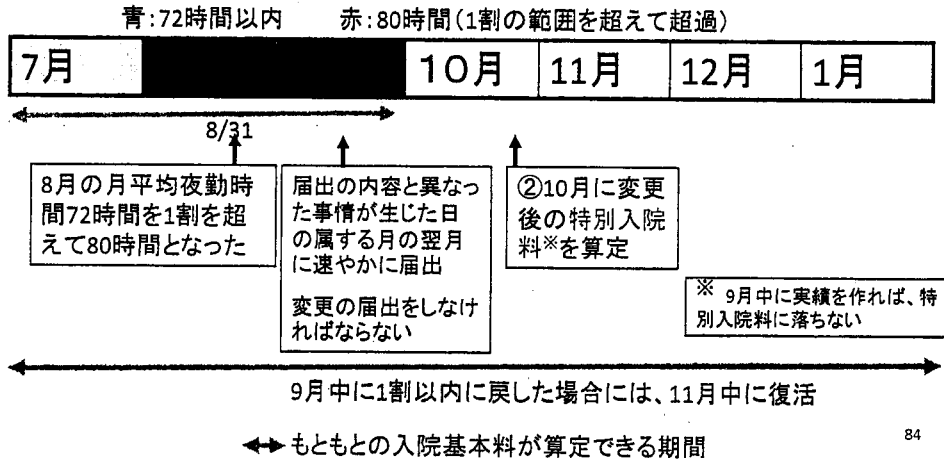 青：72時間以内　赤：80時間（1割の範囲を超えて超過）
7月 10月 11月 12月 1月
8/31
8月の月平均夜勤時
間72時間を1割を超
えて80時間となった
届出の内容と異なっ
た事情が生じた日
の属する月の翌月
に速やかに届出
変更の届出をしなけ
ればならない
②10月に変更
後の特別入院
料※を算定
※ 9月中に実績を作れば、特
別入院料に落ちない
9月中に1割以内に戻した場合には、11月中に復活
もともとの入院基本料が算定できる期間
84